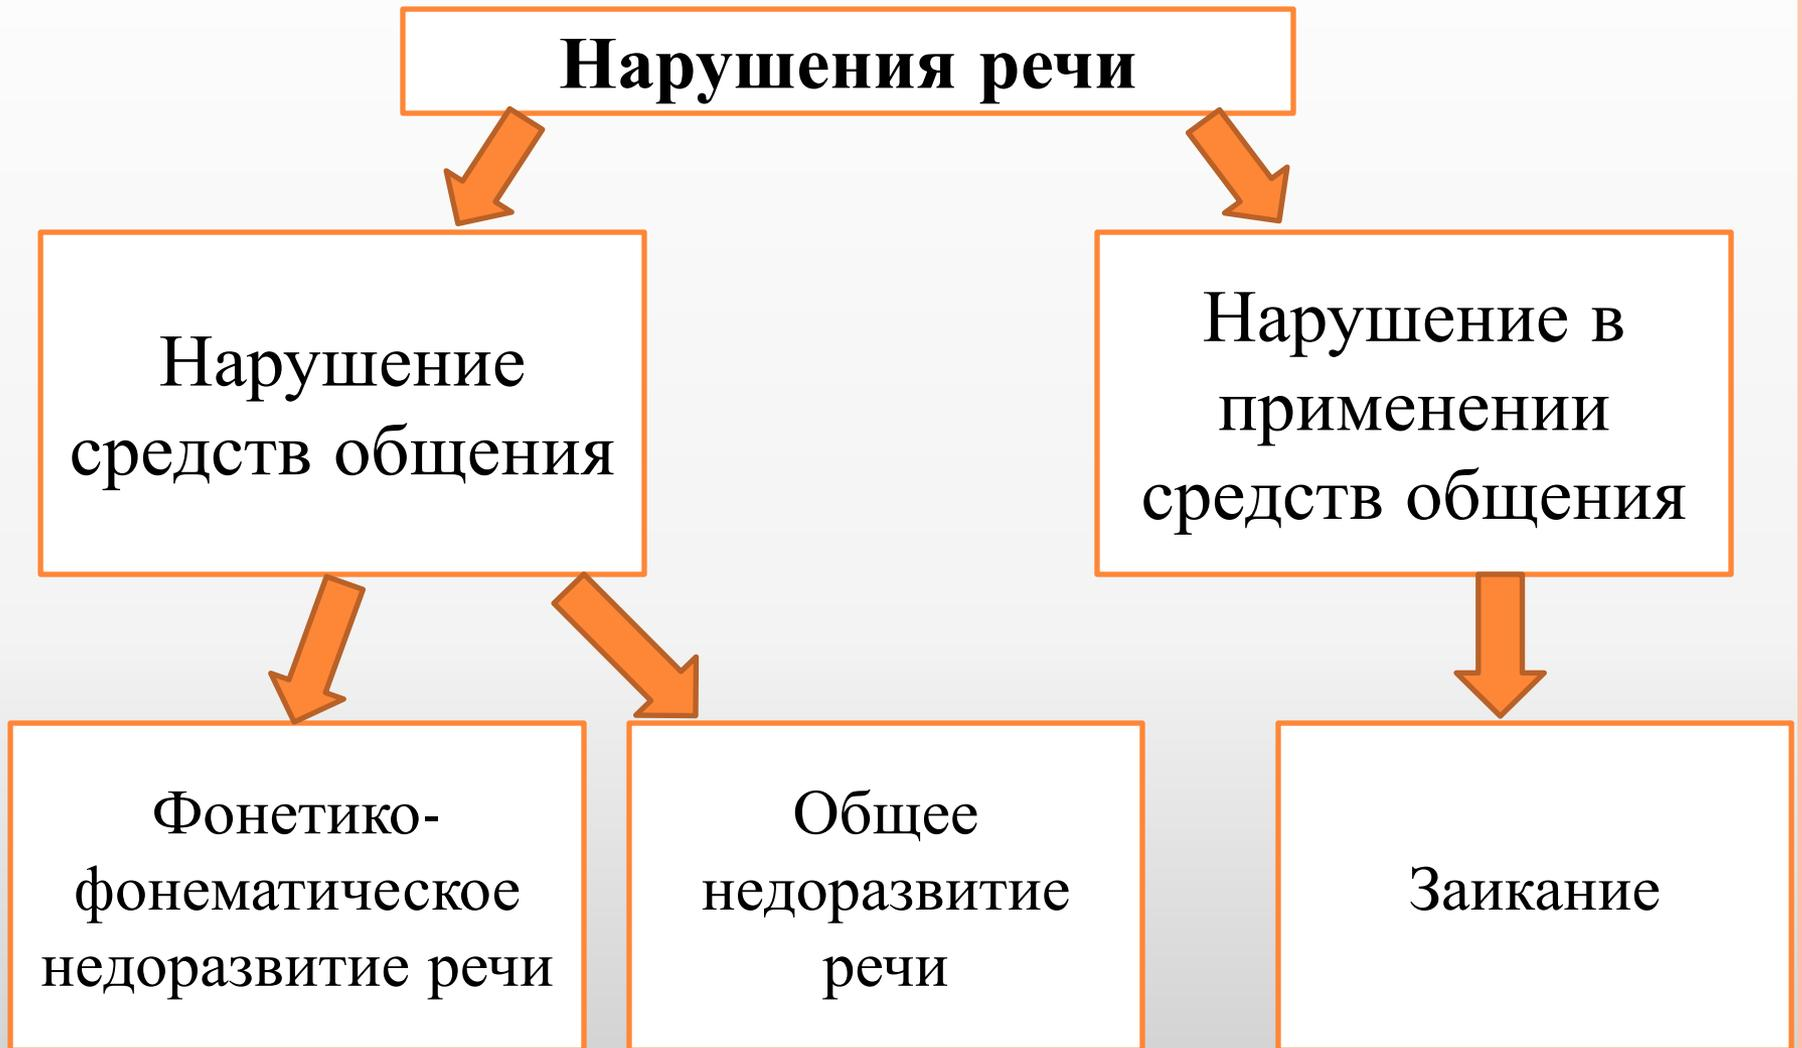 Нарушения речи
Нарушение
средств общения
Нарушение в
применении
средств общения
Фонетико-
фонематическое
недоразвитие речи
Общее
недоразвитие
речи
Заикание